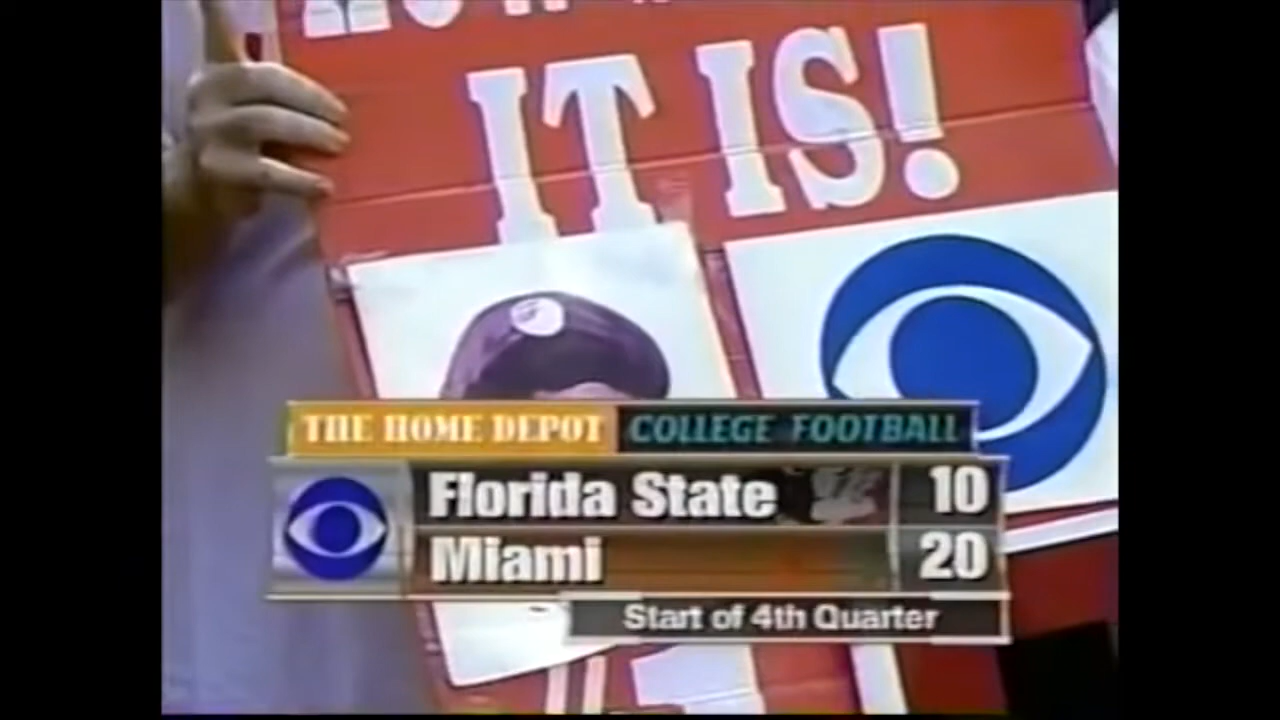 IT IS!
THE HOME DEPOT COLLEGE FOOTBALL
Florida State 10
Miami 20
Start of 4th Quarter